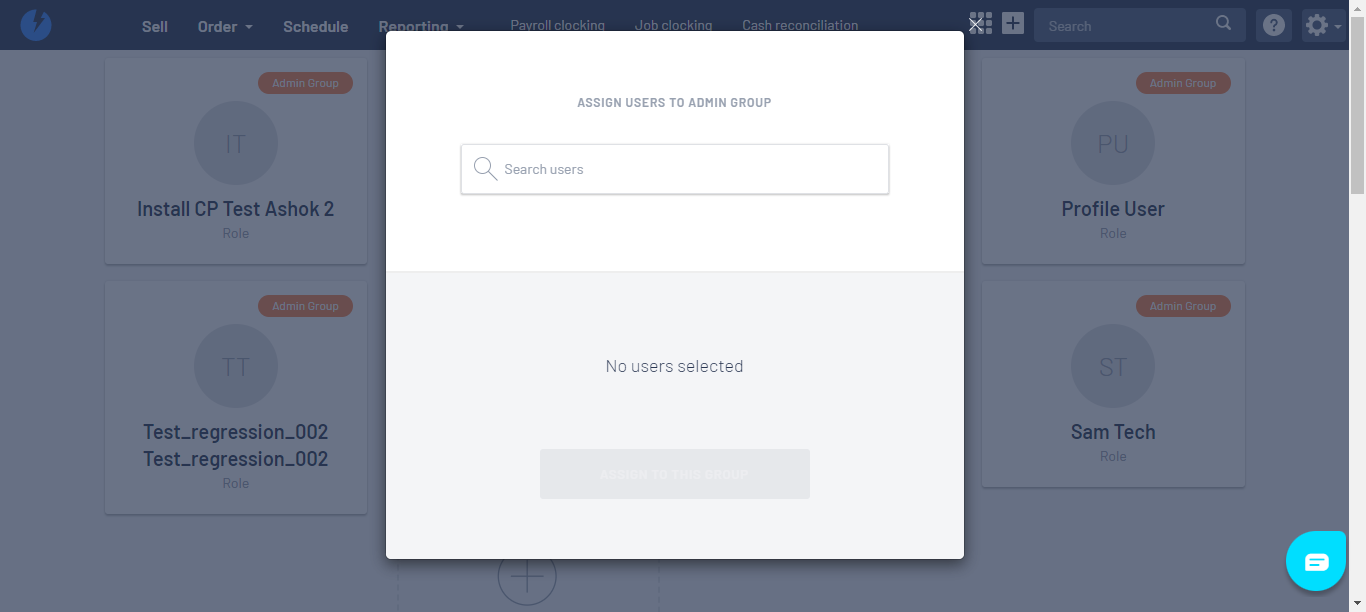 Sell Order Schedule Reporting Payroll clocking Job clocking Cash reconciliation Search
Admin Group
IT
Install CP Test Ashok 2
Role
Admin Group
TT
Test_regression_002
Test_regression_002
Role
ASSIGN USERS TO ADMIN GROUP
Search users
No users selected
ASSIGN TO THIS GROUP
Admin Group
PU
Profile User
Role
Admin Group
ST
Sam Tech
Role